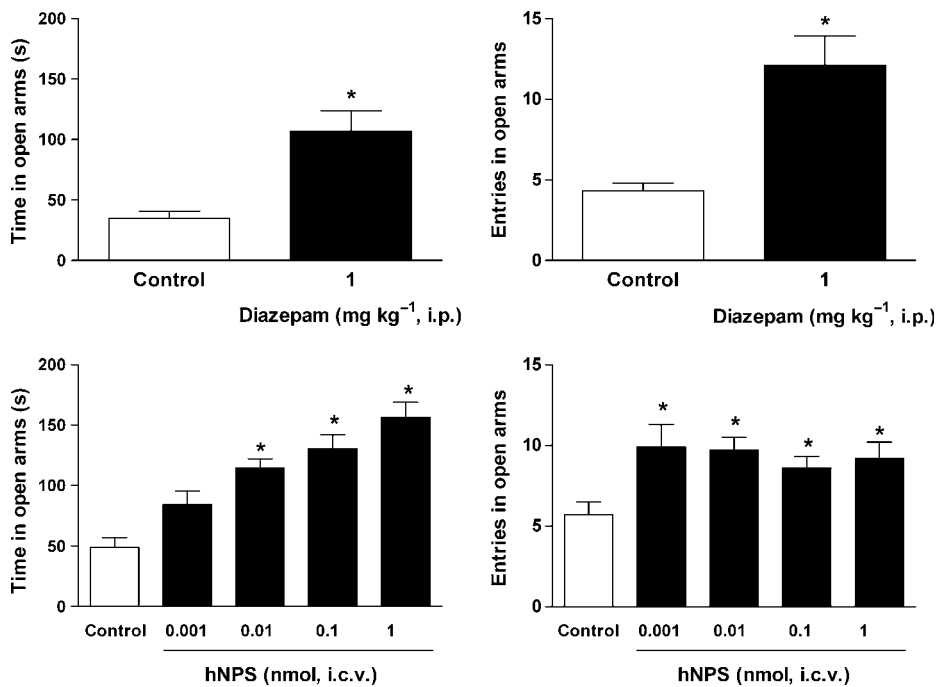 Time in open arms (s)
200
150
100
50
0
*
Control
1
Diazepam (mg kg⁻¹, i.p.)
Entries in open arms
15
10
5
0
*
Control
1
Diazepam (mg kg⁻¹, i.p.)
Time in open arms (s)
200
150
100
50
0
* * *
Control 0.001 0.01 0.1 1
hNPS (nmol, i.c.v.)
Entries in open arms
15
10
5
0
* * * *
Control 0.001 0.01 0.1 1
hNPS (nmol, i.c.v.)